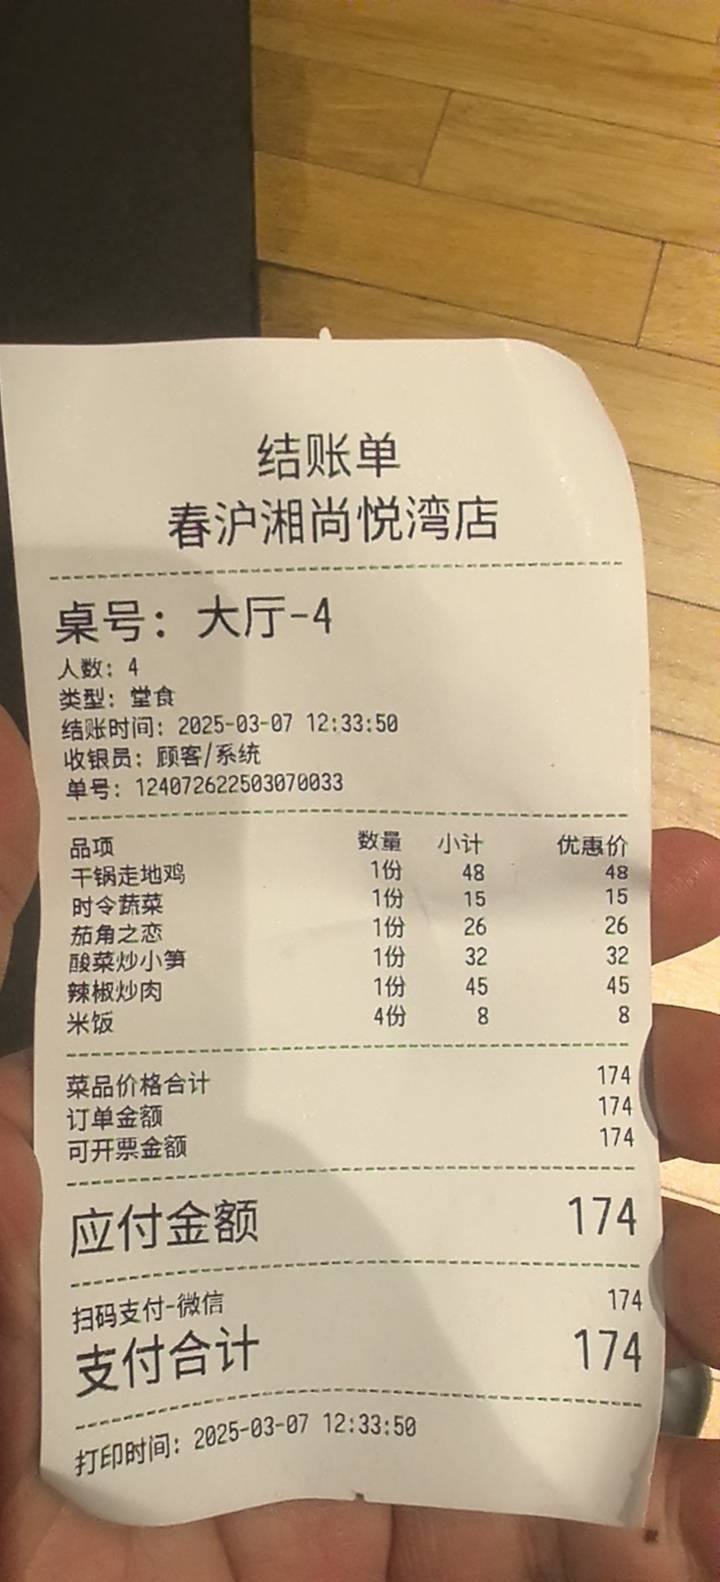 结账单
春沪湘尚悦湾店
桌号：大厅-4
人数：4
类型：堂食
结账时间：2025-03-07 12:33:50
收银员：顾客/系统
单号：124072622503070033
品项 数量 小计 优惠价
干锅走地鸡 1份 48 48
时令蔬菜 1份 15 15
茄角之恋 1份 26 26
酸菜炒小笋 1份 32 32
辣椒炒肉 1份 45 45
米饭 4份 8 8
菜品价格合计 174
订单金额 174
可开票金额 174
应付金额 174
扫码支付-微信 174
支付合计 174
打印时间：2025-03-07 12:33:50